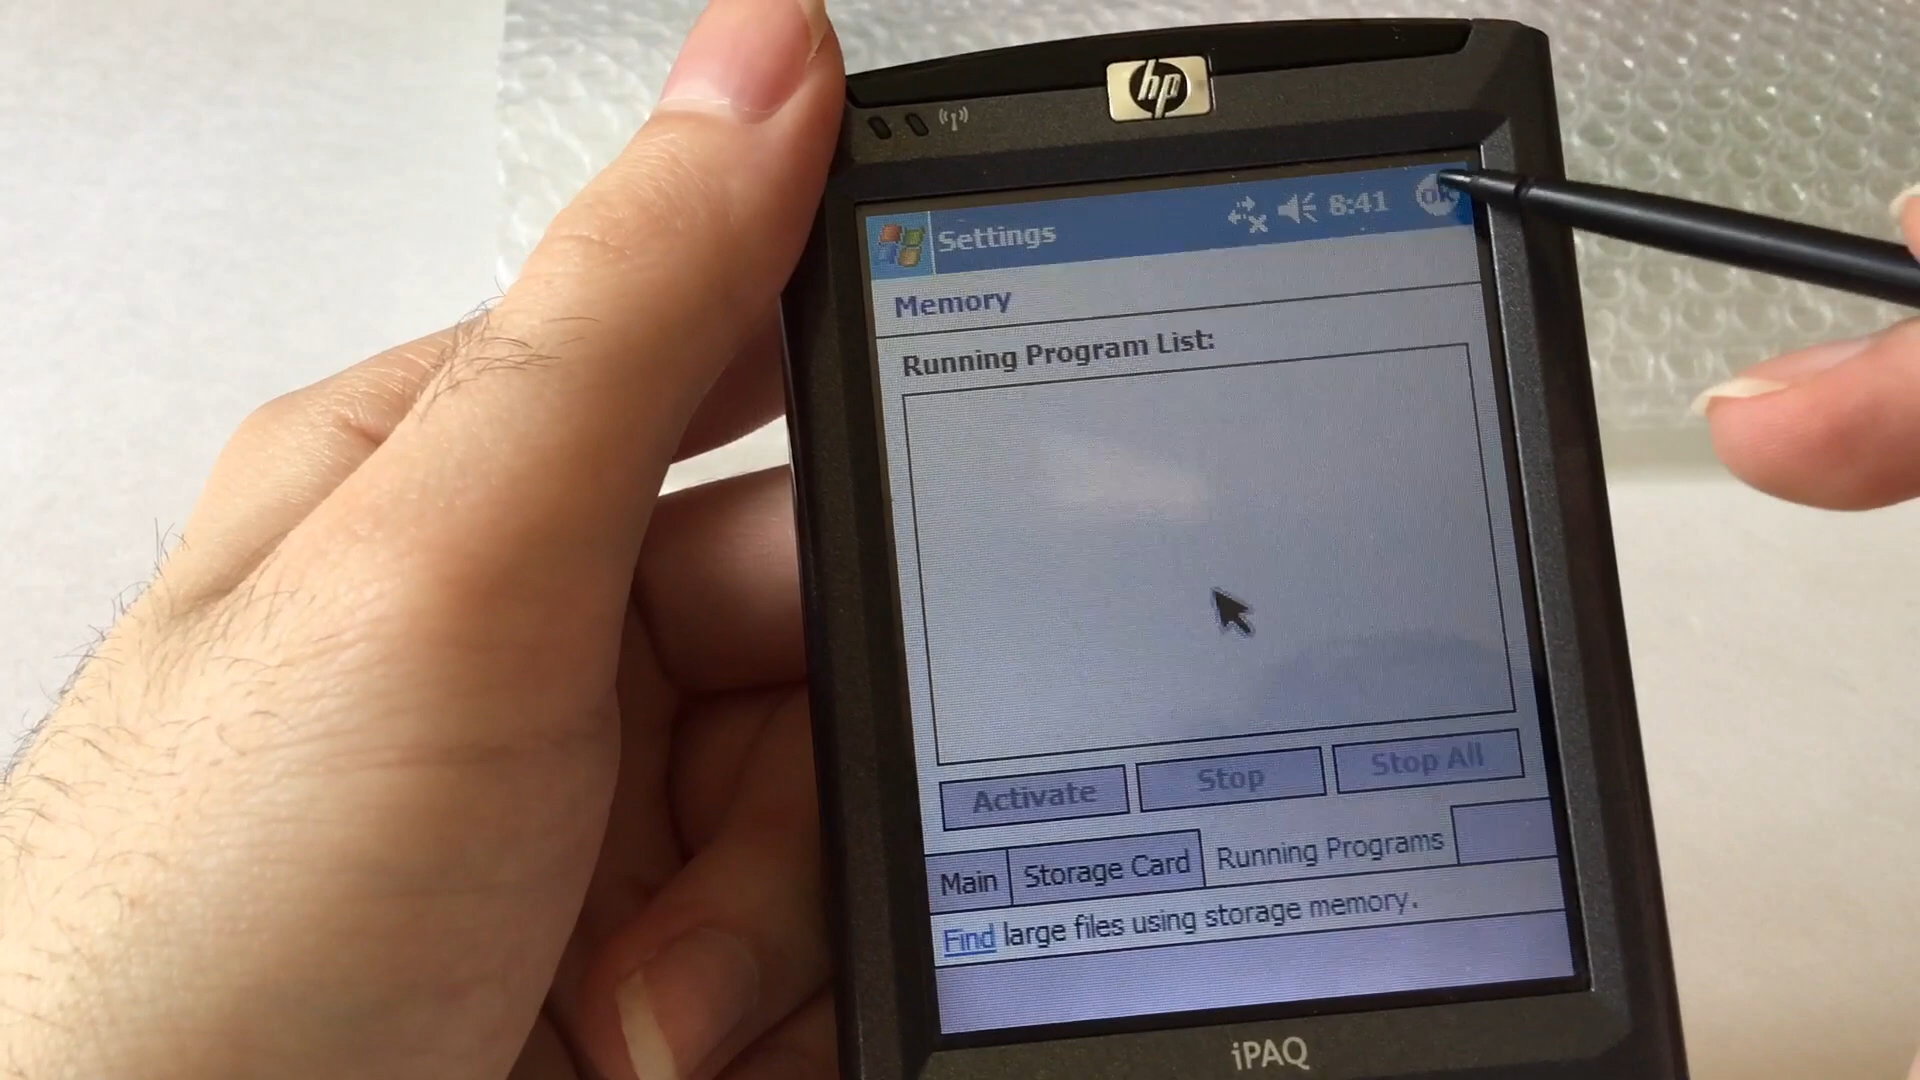 hp
Settings 8:41 ok
Memory
Running Program List:
Activate Stop Stop All
Main Storage Card Running Programs
Find large files using storage memory.
iPAQ